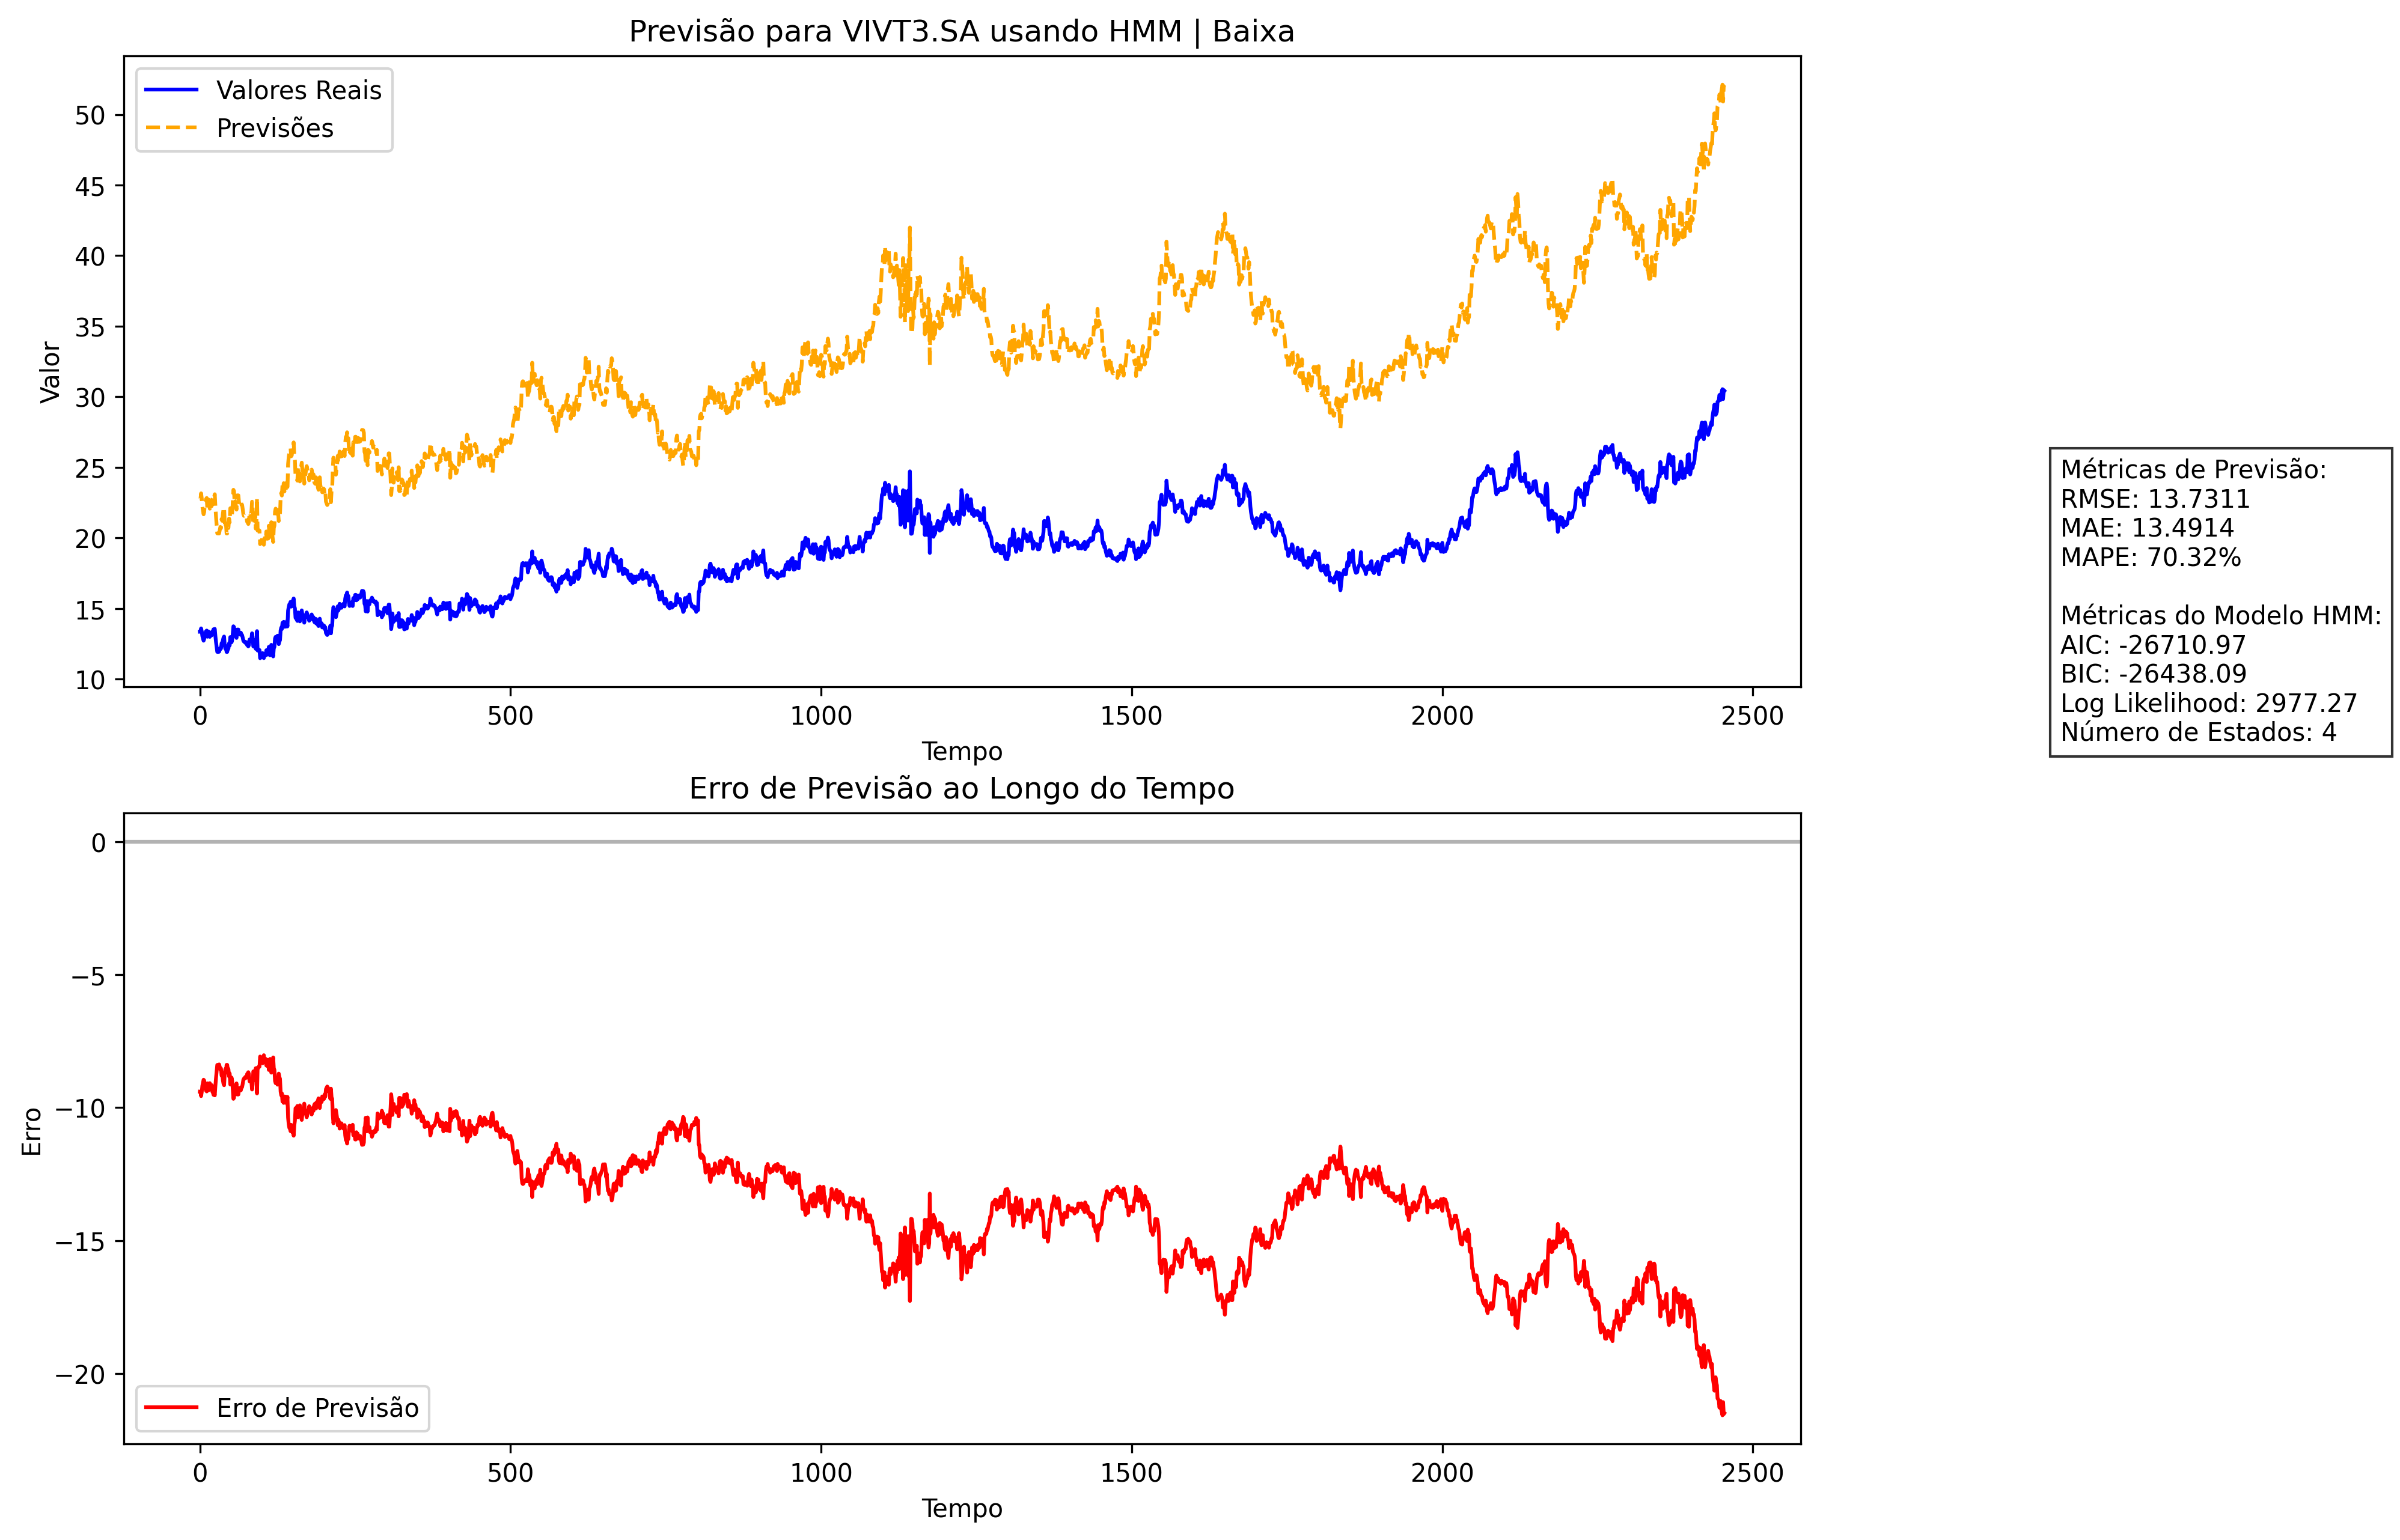 Previsão para VIVT3.SA usando HMM | Baixa
Valores Reais
Previsões
Valor
50
45
40
35
30
25
20
15
10
0
500
1000
1500
2000
2500
Tempo
Métricas de Previsão:
RMSE: 13.7311
MAE: 13.4914
MAPE: 70.32%
Métricas do Modelo HMM:
AIC: -26710.97
BIC: -26438.09
Log Likelihood: 2977.27
Número de Estados: 4
Erro de Previsão ao Longo do Tempo
Erro
0
−5
−10
−15
−20
Erro de Previsão
0
500
1000
1500
2000
2500
Tempo